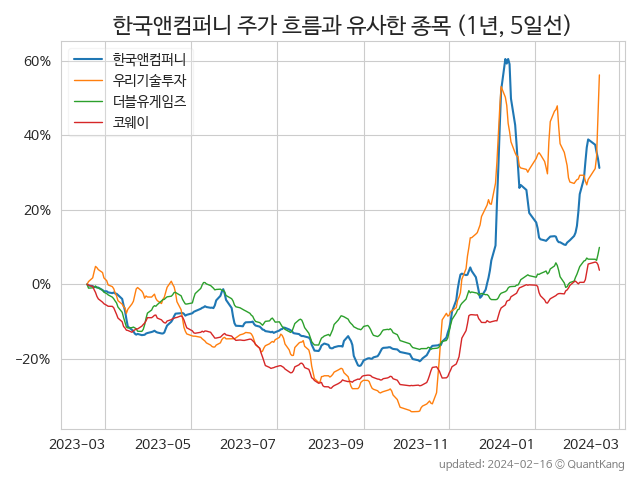 한국앤컴퍼니 주가 흐름과 유사한 종목 (1년, 5일선)
한국앤컴퍼니
우리기술투자
더블유게임즈
코웨이
60%
40%
20%
0%
−20%
2023-03 2023-05 2023-07 2023-09 2023-11 2024-01 2024-03
updated: 2024-02-16 © QuantKang